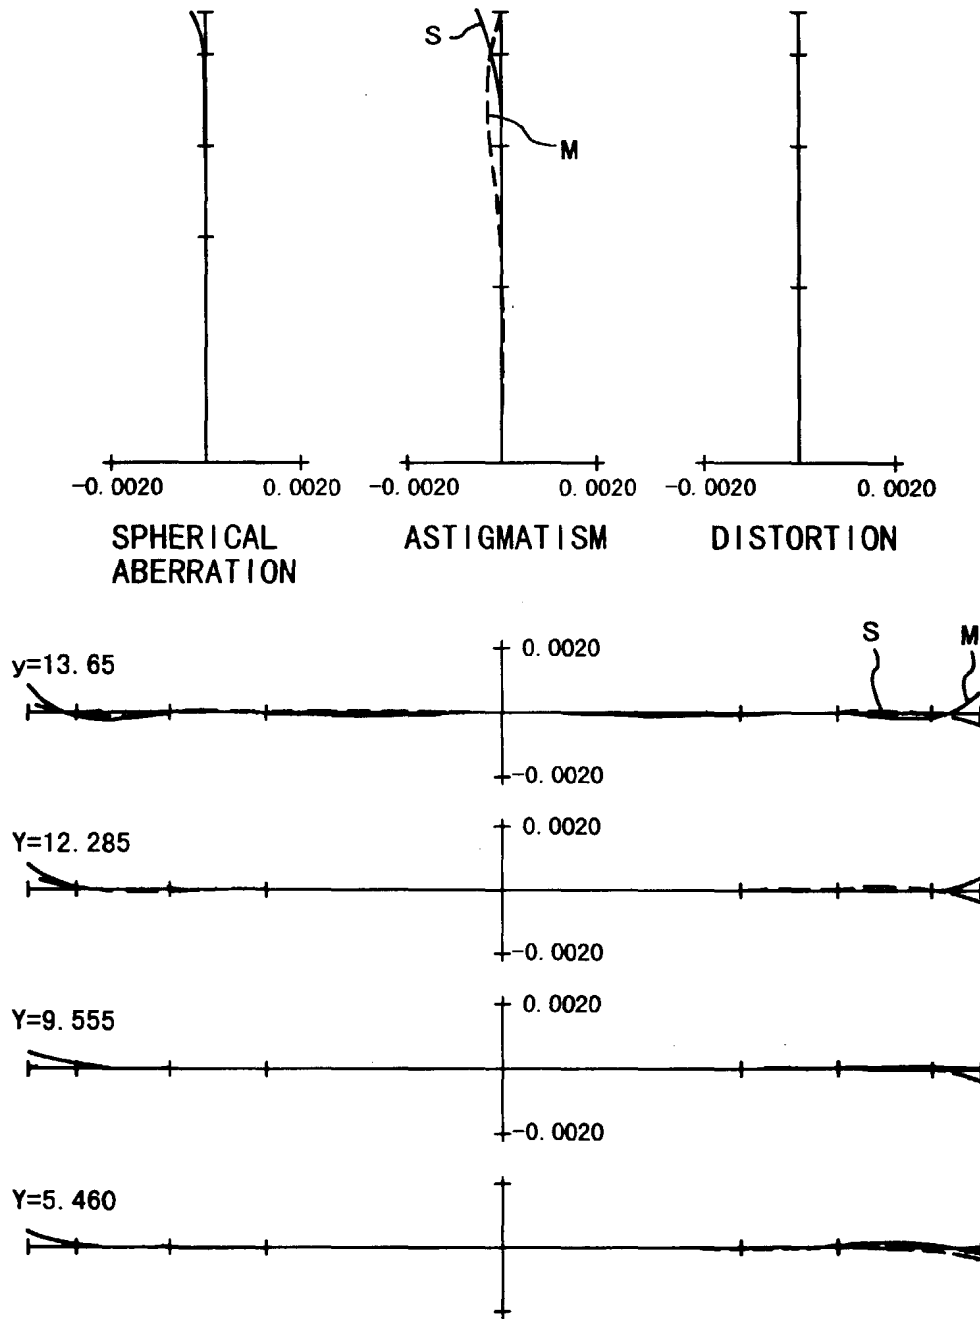 S
M
-0.0020 0.0020 -0.0020 0.0020 -0.0020 0.0020
SPHERICAL ABERRATION
ASTIGMATISM
DISTORTION
y=13.65
0.0020
S
M
-0.0020
Y=12.285
0.0020
-0.0020
Y=9.555
0.0020
-0.0020
Y=5.460